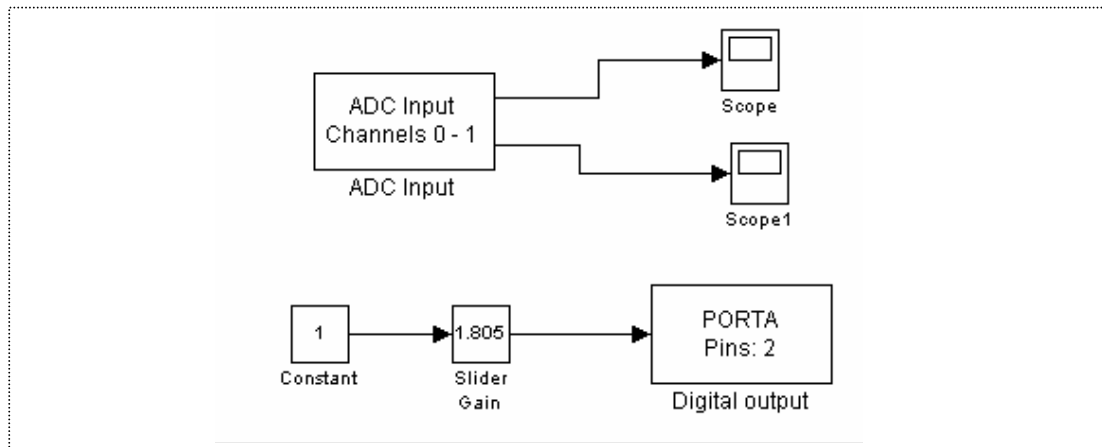 Scope
ADC Input
Channels 0 - 1
ADC Input
Scope1
1
Constant
1.805
Slider
Gain
PORTA
Pins: 2
Digital output